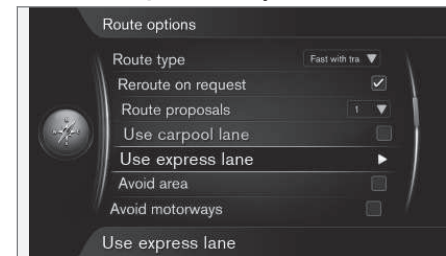 Route options
Route type Fast with tra
Reroute on request
Route proposals 1
Use carpool lane
Use express lane
Avoid area
Avoid motorways
Use express lane